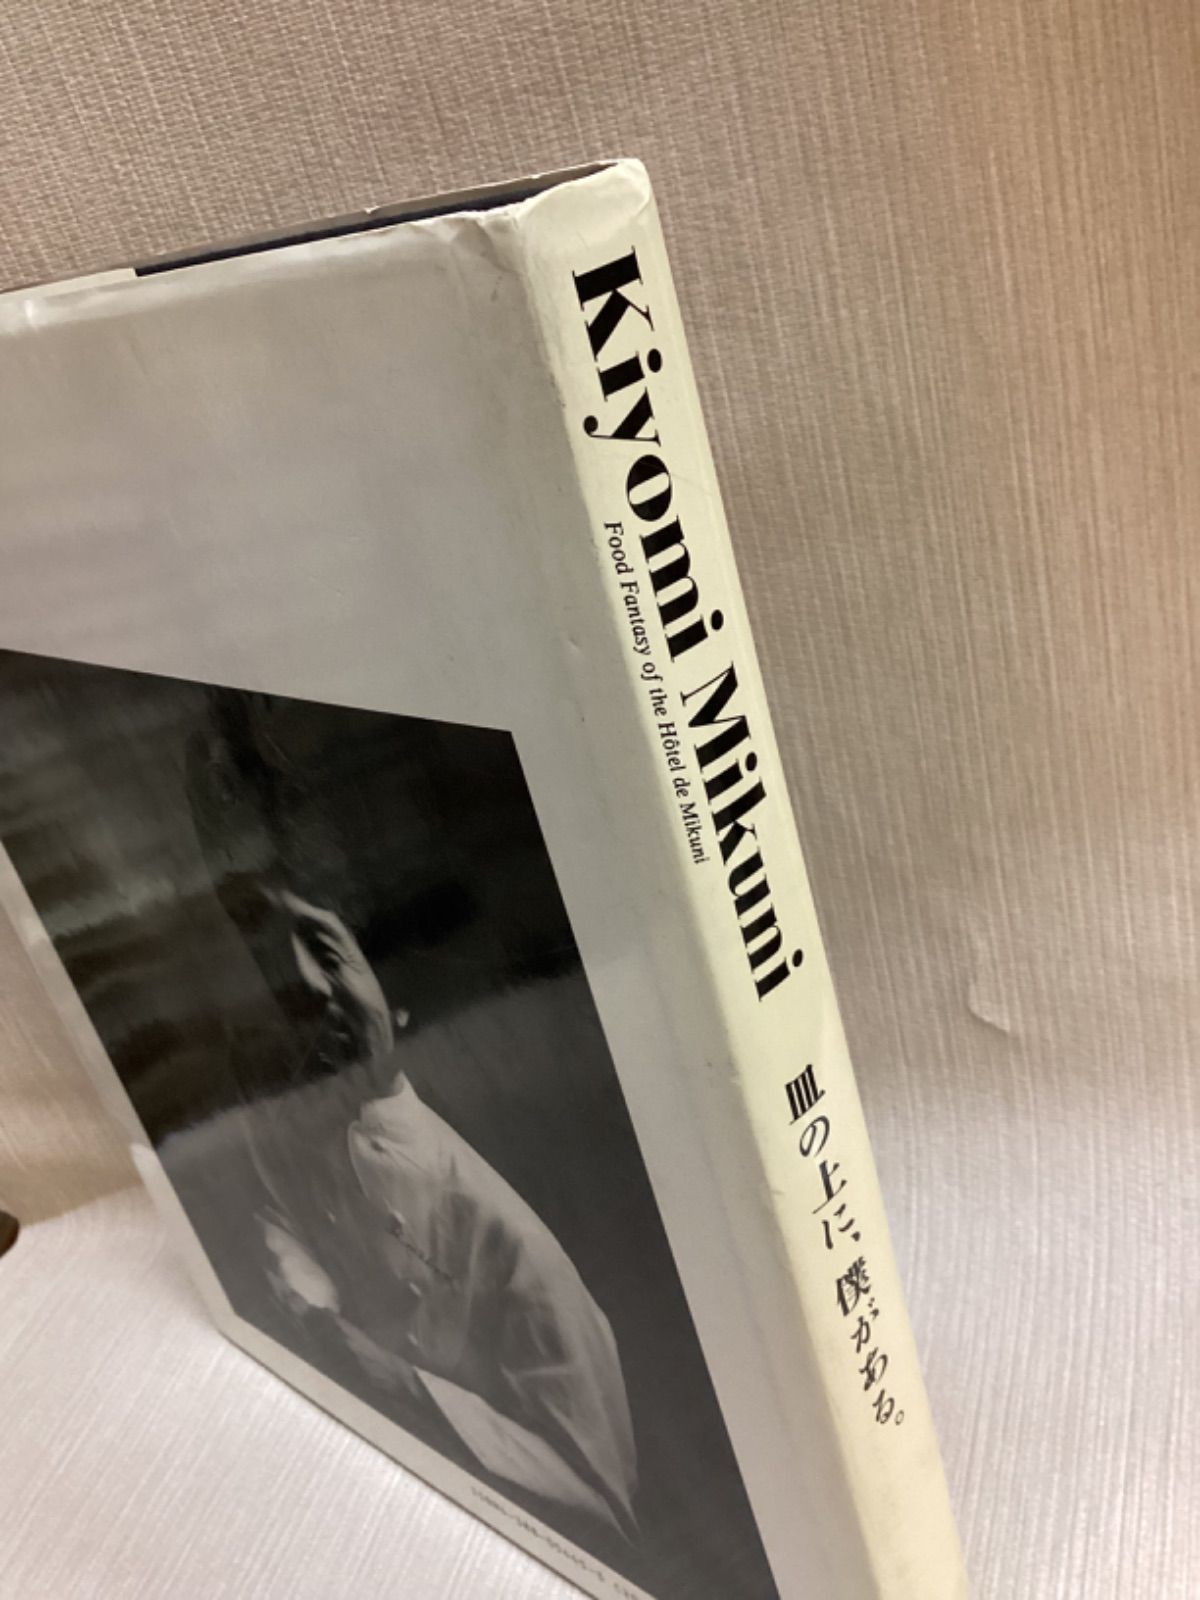 Kiyomi Mikuni
Food Fantasy of the Hôtel de Mikuni
皿の上に、僕がある。